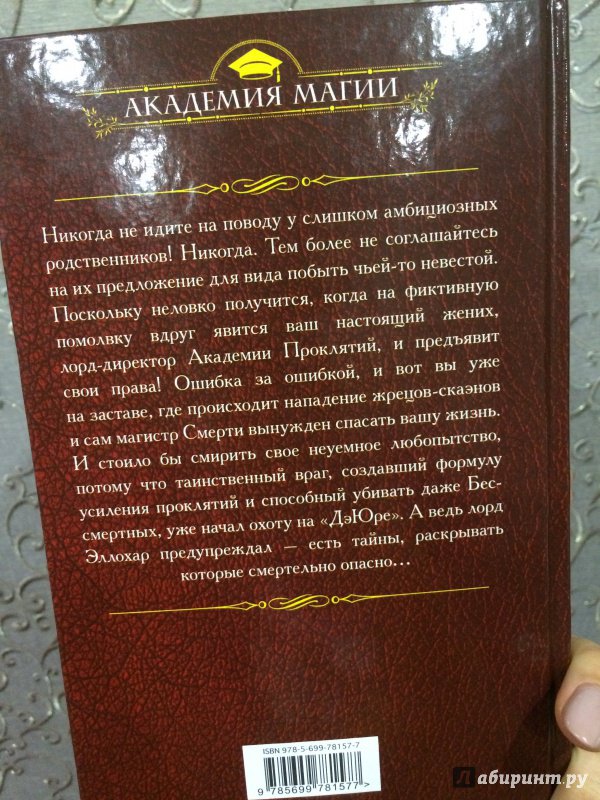 АКАДЕМИЯ МАГИИ
Никогда не идите на поводу у слишком амбициозных
родственников! Никогда. Тем более не соглашайтесь
на их предложение для вида побыть чьей-то невестой.
Поскольку неловко получится, когда на фиктивную
помолвку вдруг явится ваш настоящий жених,
лорд-директор Академии Проклятий, и предъявит
свои права! Ошибка за ошибкой, и вот вы уже
на заставе, где происходит нападение жрецов-скаэнов
и сам магистр Смерти вынужден спасать вашу жизнь.
И стоило бы смирить свое неуемное любопытство,
потому что таинственный враг, создавший формулу
усиления проклятий и способный убивать даже Бес-
смертных, уже начал охоту на «ДэЮре». А ведь лорд
Эллохар предупреждал – есть тайны, раскрывать
которые смертельно опасно...
ISBN 978-5-699-78157-7
9 785699 781577 >
лабиринт.ру